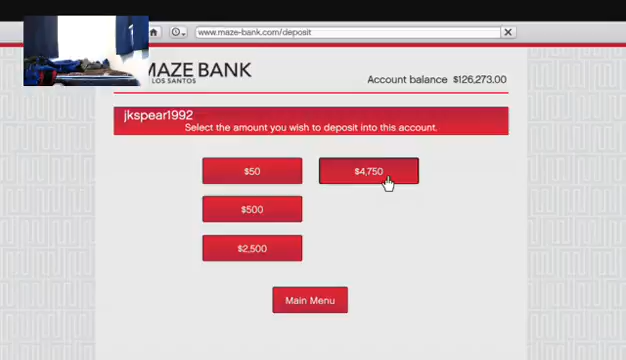 www.maze-bank.com/deposit
MAZE BANK
LOS SANTOS
Account balance $126,273.00
jkspear1992
Select the amount you wish to deposit into this account.
$50
$4,750
$500
$2,500
Main Menu